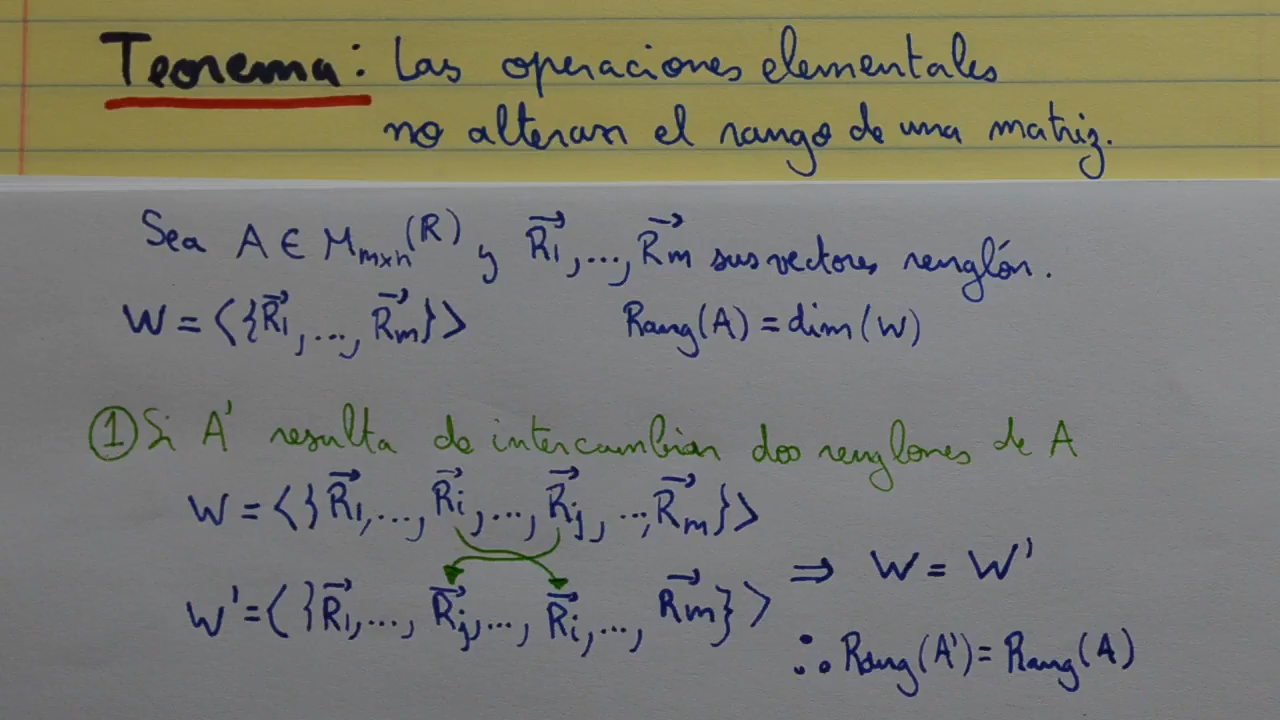 Teorema: Las operaciones elementales
no alteran el rango de una matriz.
Sea A ∈ Mₘₓₙ(R) y R⃗₁,...,R⃗ₘ sus vectores renglón.
W = ⟨{R⃗₁,...,R⃗ₘ}⟩ Rang(A) = dim(W)
① Si A' resulta de intercambiar dos renglones de A
W = ⟨{R⃗₁,...,R⃗ᵢ,...,R⃗ⱼ,...,R⃗ₘ}⟩
⇒ W = W'
W' = ⟨{R⃗₁,...,R⃗ⱼ,...,R⃗ᵢ,...,R⃗ₘ}⟩
∴ Rang(A') = Rang(A)